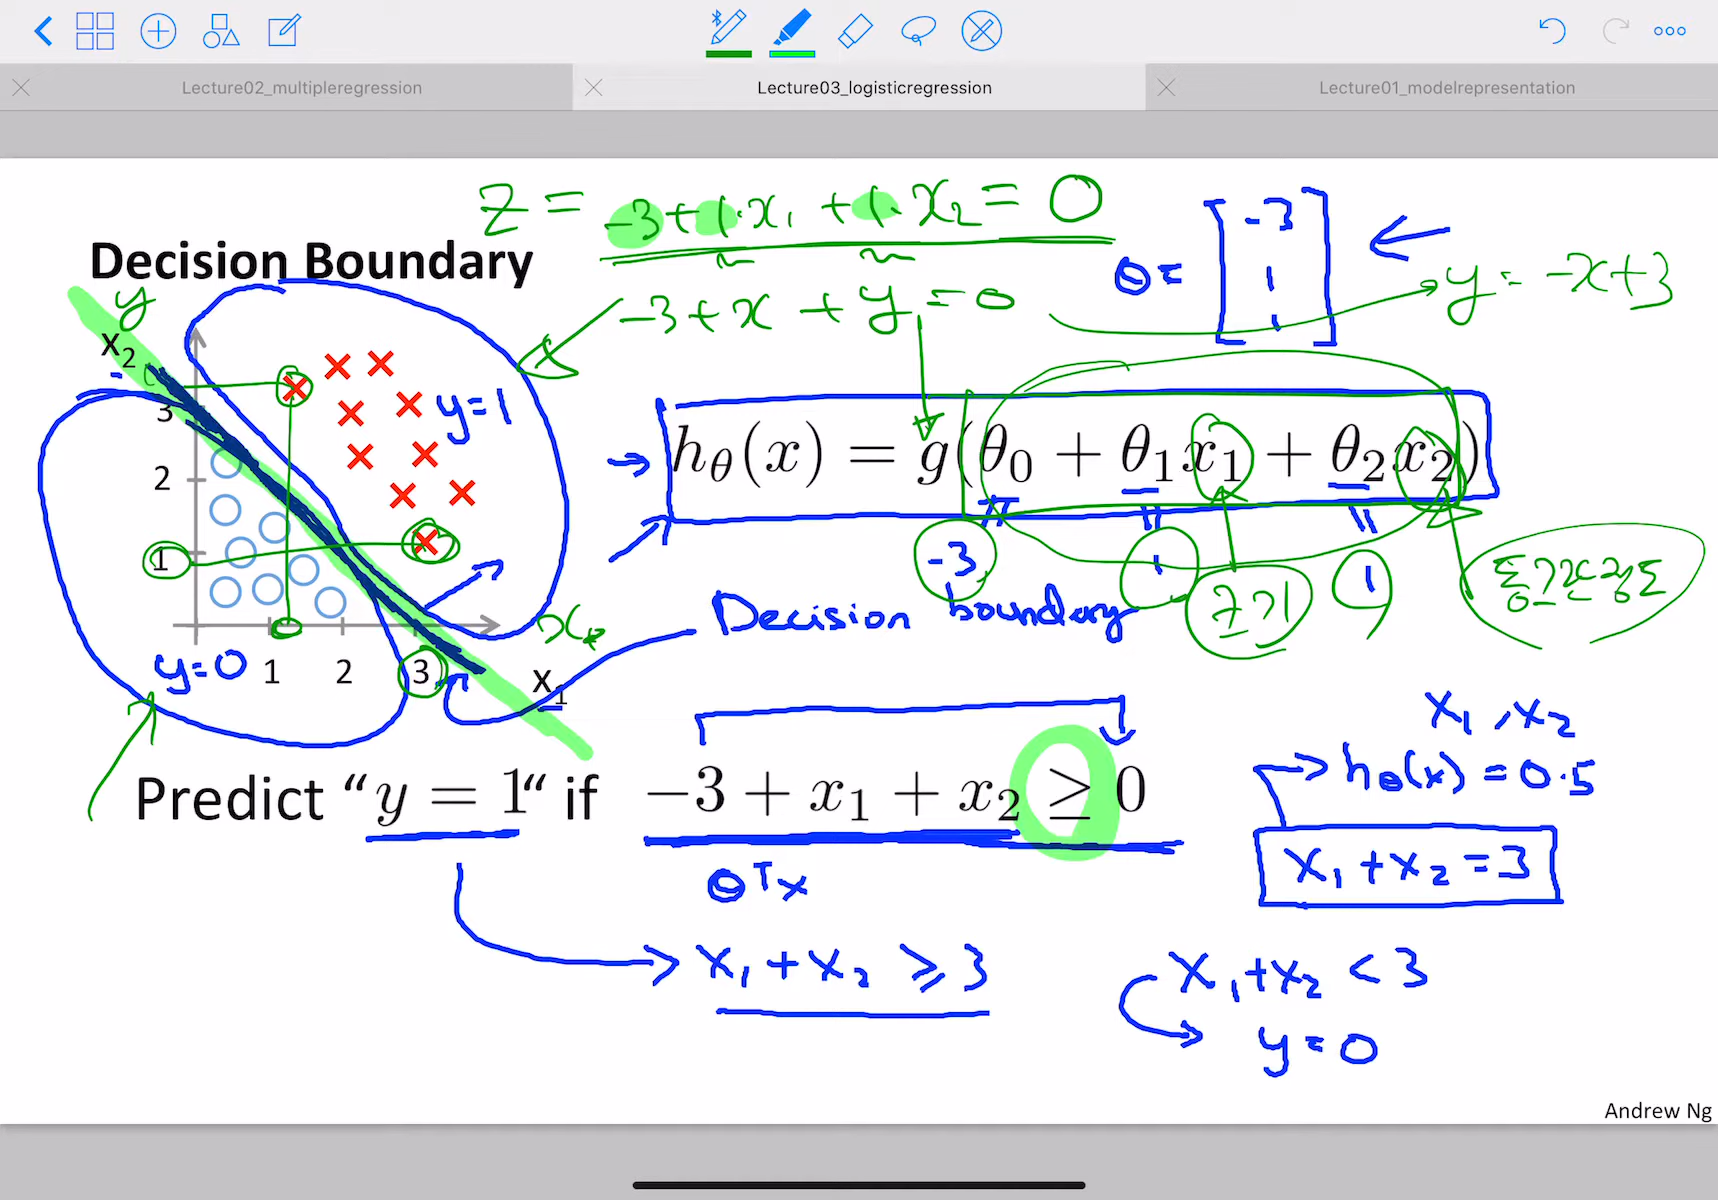 Lecture02_multipleregression
Lecture03_logisticregression
Lecture01_modelrepresentation
z = -3 + 1·x₁ + 1·x₂ = 0
Decision Boundary
-3 + x + y = 0
θ = [-3 1 1]
y = -x+3
y
x₂
3
2
1
y=1
y=0
1 2 3
x₁
hθ(x) = g(θ₀ + θ₁x₁ + θ₂x₂)
-3
1
1
Decision boundary
Predict “y = 1“ if −3 + x₁ + x₂ ≥ 0
θᵀx
x₁ + x₂ ≥ 3
x₁, x₂
hθ(x) = 0.5
x₁ + x₂ = 3
x₁+x₂ < 3
y = 0
Andrew Ng